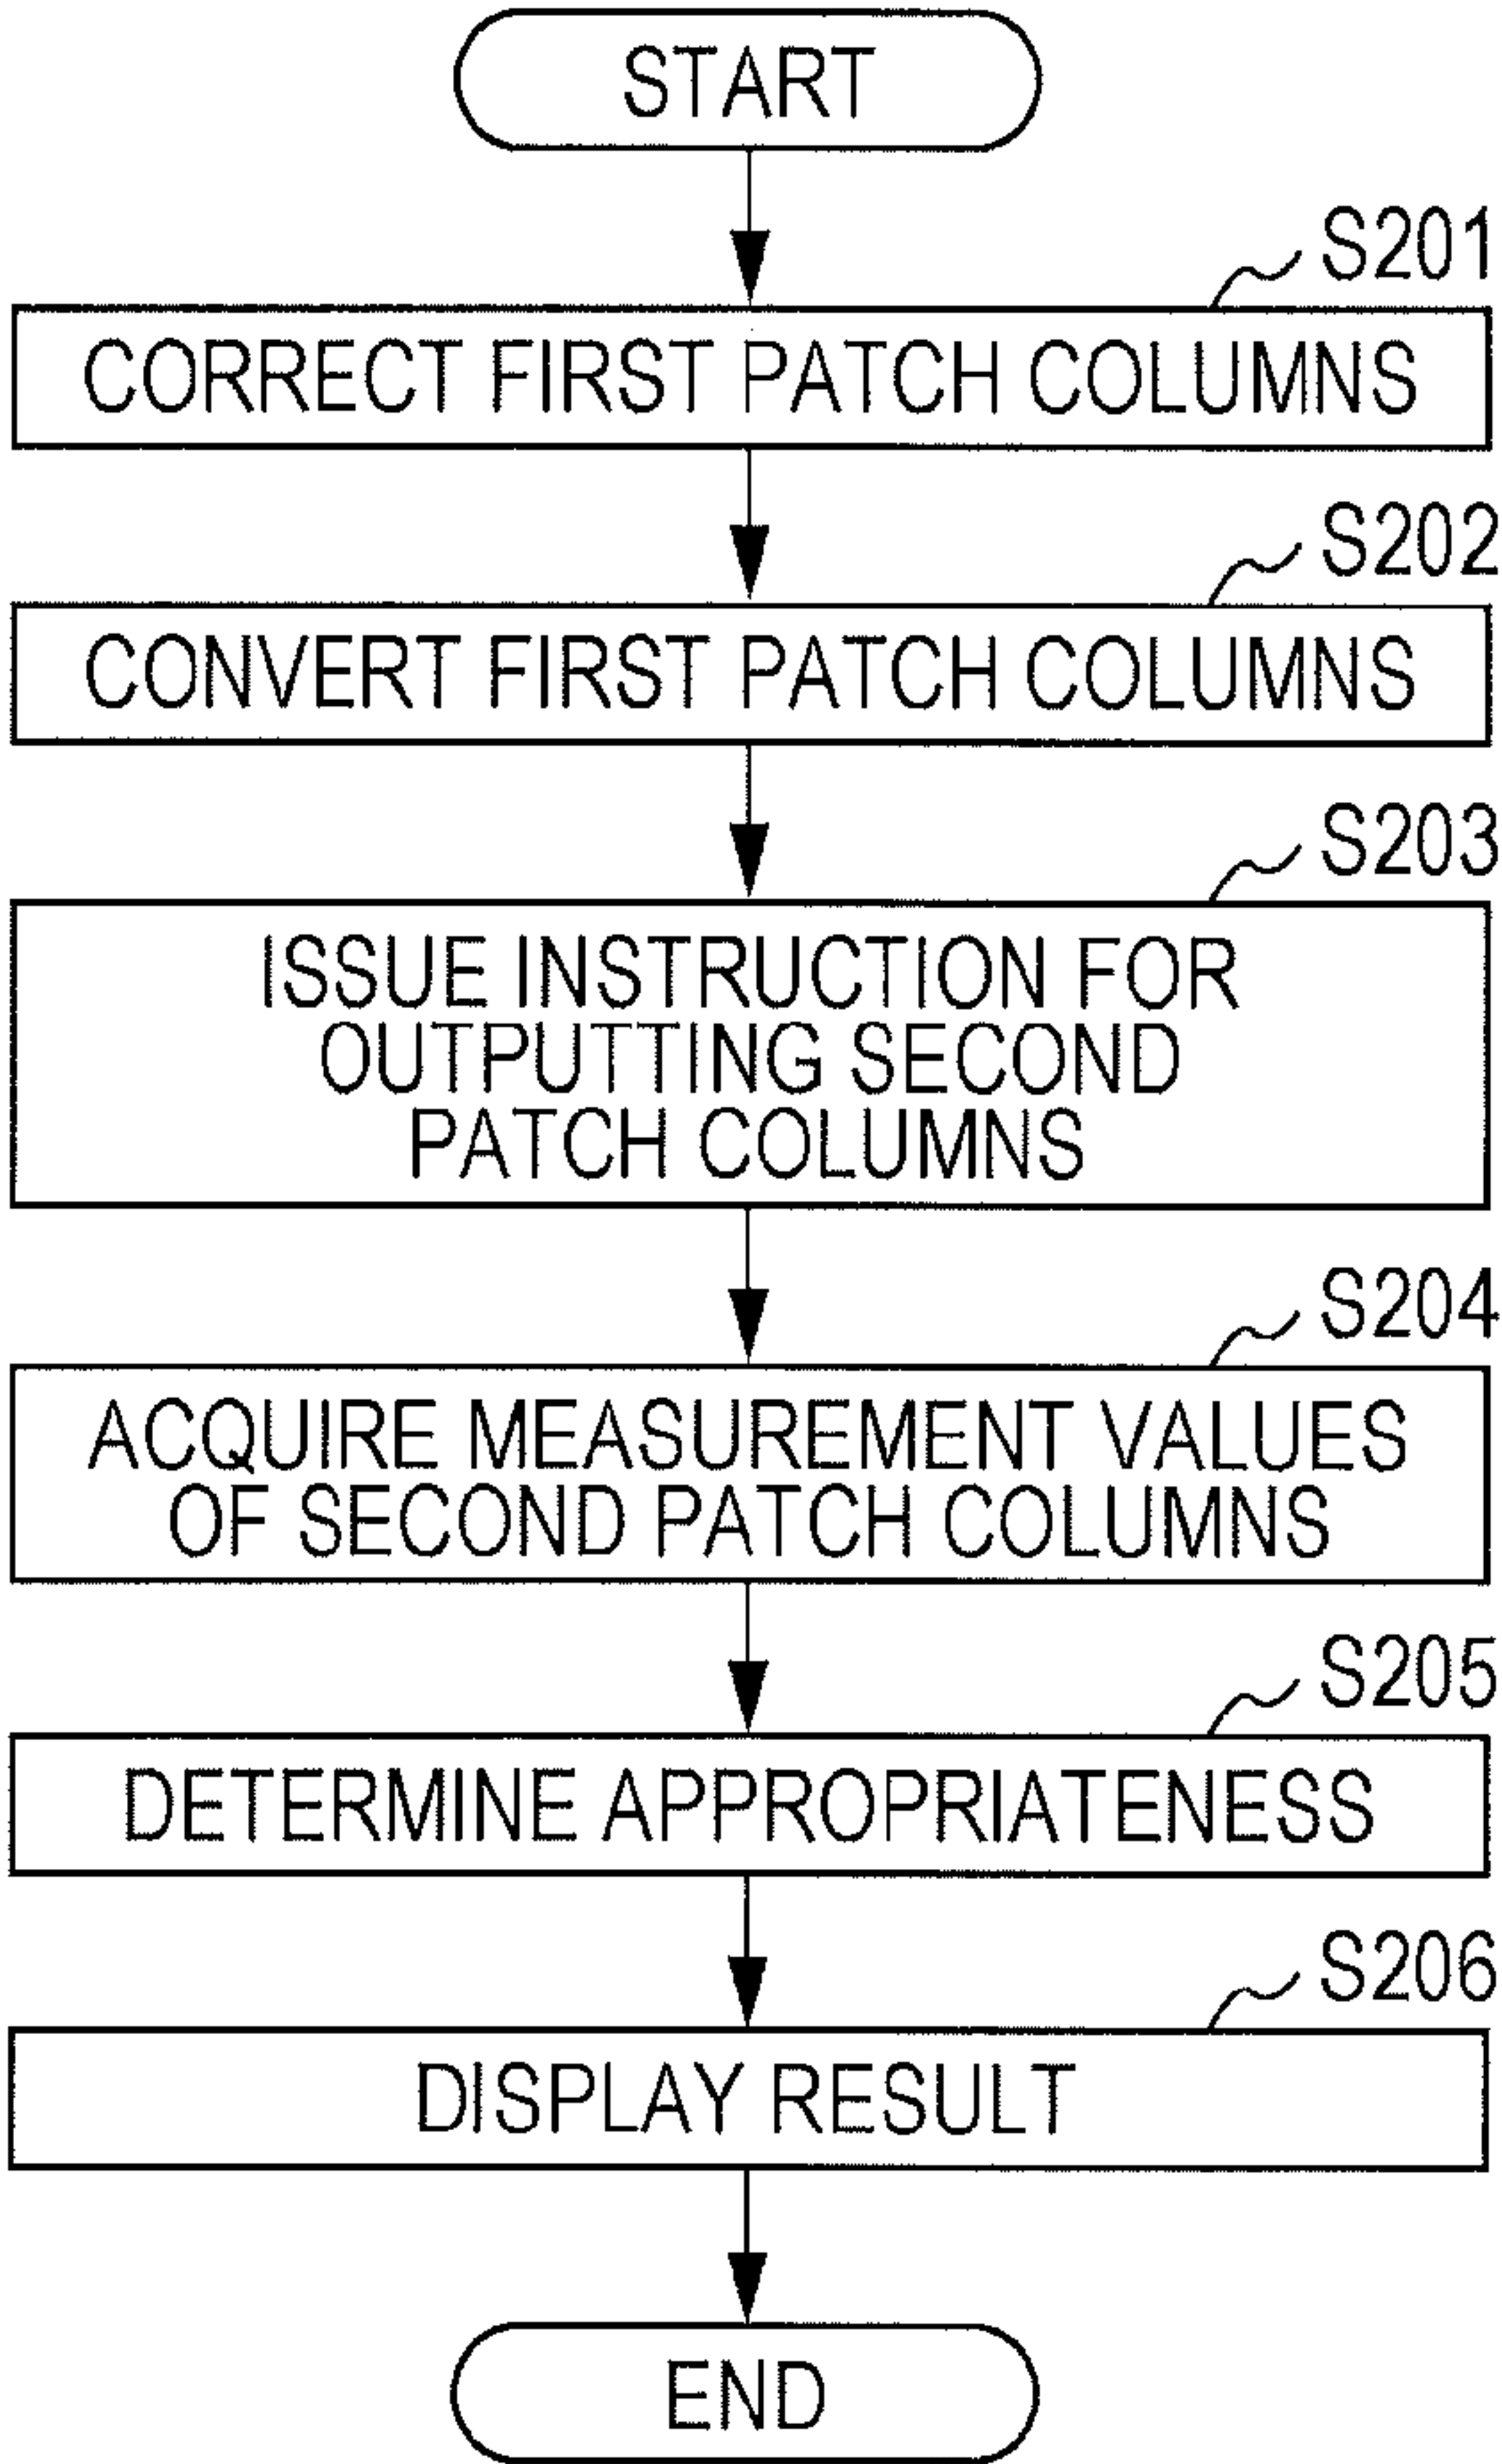 START
S201
CORRECT FIRST PATCH COLUMNS
S202
CONVERT FIRST PATCH COLUMNS
S203
ISSUE INSTRUCTION FOR
OUTPUTTING SECOND
PATCH COLUMNS
S204
ACQUIRE MEASUREMENT VALUES
OF SECOND PATCH COLUMNS
S205
DETERMINE APPROPRIATENESS
S206
DISPLAY RESULT
END